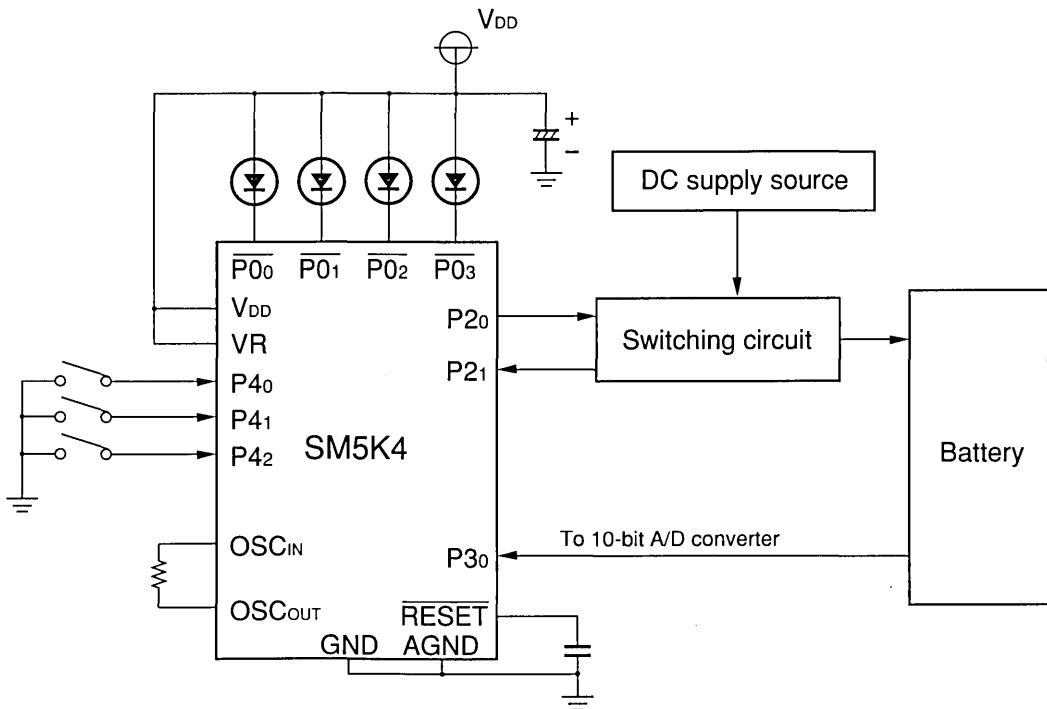 VDD
+
−
DC supply source
P00 P01 P02 P03
VDD
VR
P20
Switching circuit
P21
P40
P41
P42
SM5K4
Battery
OSCIN
To 10-bit A/D converter
P30
OSCOUT
RESET
GND AGND